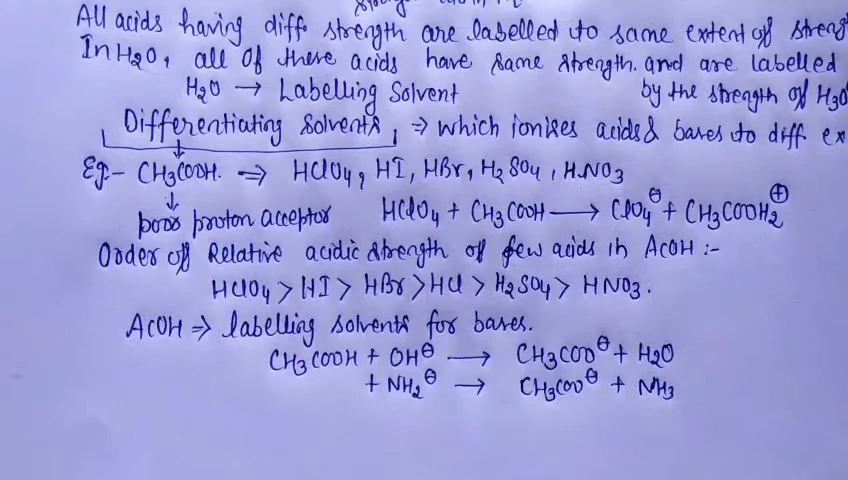 All acids having diff strength are labelled to same extent of streng
In H2O, all of these acids have same strength. and are labelled
H2O → Labelling Solvent by the strength of H3O
Differentiating Solvents, ⇒ which ionises acids & bases to diff ex
Eg- CH3COOH. ⇒ HClO4, HI, HBr, H2SO4, HNO3
↓
poor proton acceptor HClO4 + CH3COOH → ClO4⊖ + CH3COOH2⊕
Order of Relative acidic strength of few acids in AcOH :-
HClO4 > HI > HBr > HCl > H2SO4 > HNO3.
AcOH ⇒ labelling solvents for bases.
CH3COOH + OH⊖ → CH3COO⊖ + H2O
+ NH2⊖ → CH3COO⊖ + NH3